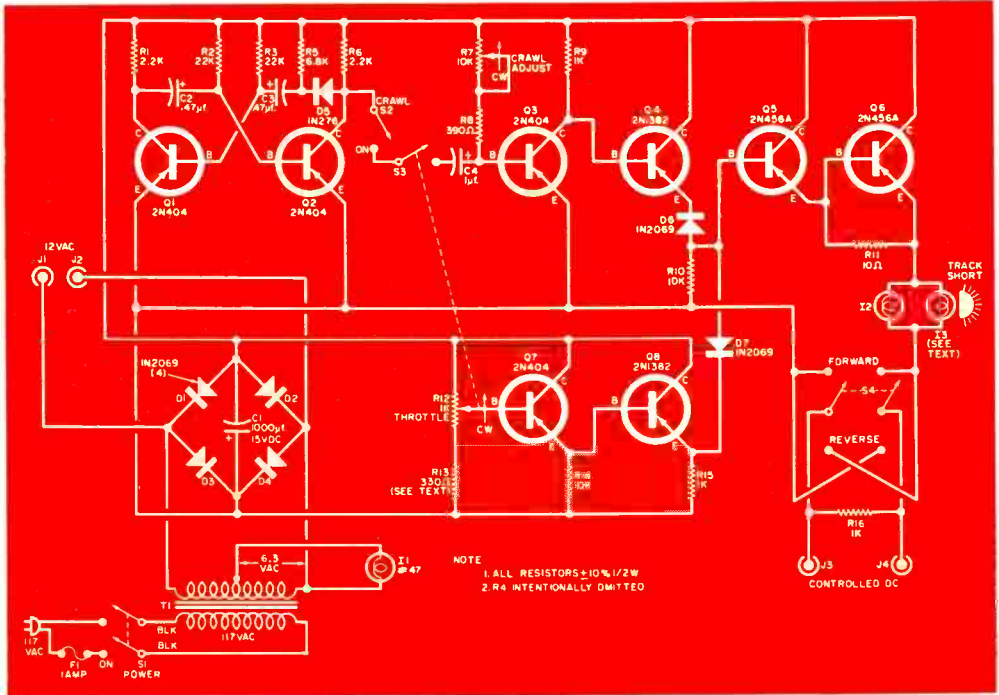 R1
2.2K
R2
22K
R3
22K
R5
6.8K
R6
2.2K
R7
10K
CRAWL
ADJUST
CW
R9
1K
C2
.47µf.
C3
.47µf.
D5
1N276
CRAWL
S2
ON
S3
R8
390Ω
C4
1µf.
Q3
2N404
Q4
2N1382
Q5
2N456A
Q6
2N456A
C
B
E
Q1
2N404
C
B
E
Q2
2N404
C
B
E
C
B
E
C
B
E
C
B
E
D6
1N2069
R10
10K
R11
10Ω
12VAC
J1
J2
TRACK
SHORT
I2
I3
(SEE
TEXT)
1N2069
(4)
D1
D2
D3
D4
C1
1000µf.
15VDC
R12
1K
THROTTLE
CW
R13
330Ω
(SEE TEXT)
Q7
2N404
B
C
E
Q8
2N1382
B
C
E
D7
1N2069
R15
1K
FORWARD
S4
REVERSE
R16
1K
J3
J4
CONTROLLED DC
6.3
VAC
I1
#47
T1
117VAC
BLK
BLK
117
VAC
F1
1AMP
ON
S1
POWER
NOTE
1. ALL RESISTORS ±10% 1/2W
2. R4 INTENTIONALLY OMITTED